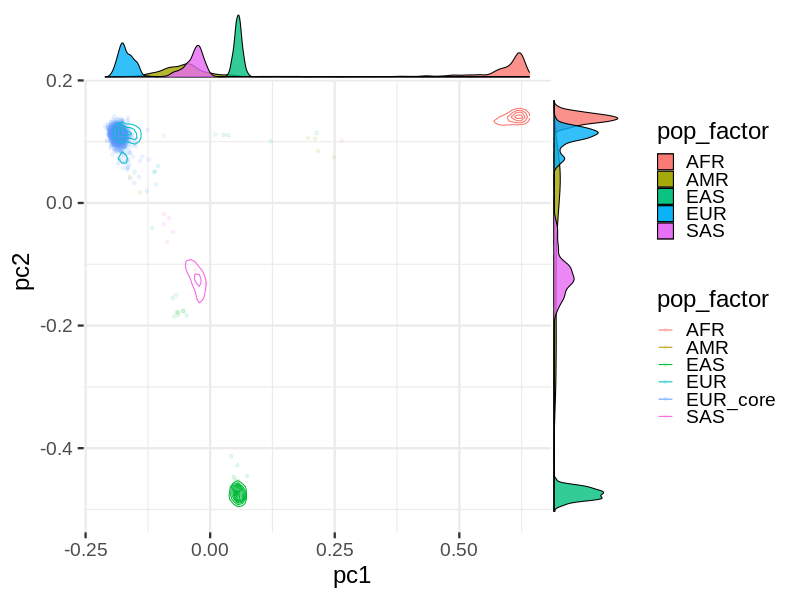 pop_factor
AFR
AMR
EAS
EUR
SAS
pop_factor
AFR
AMR
EAS
EUR
EUR_core
SAS
pc2
0.2
0.0
-0.2
-0.4
-0.25
0.00
0.25
0.50
pc1